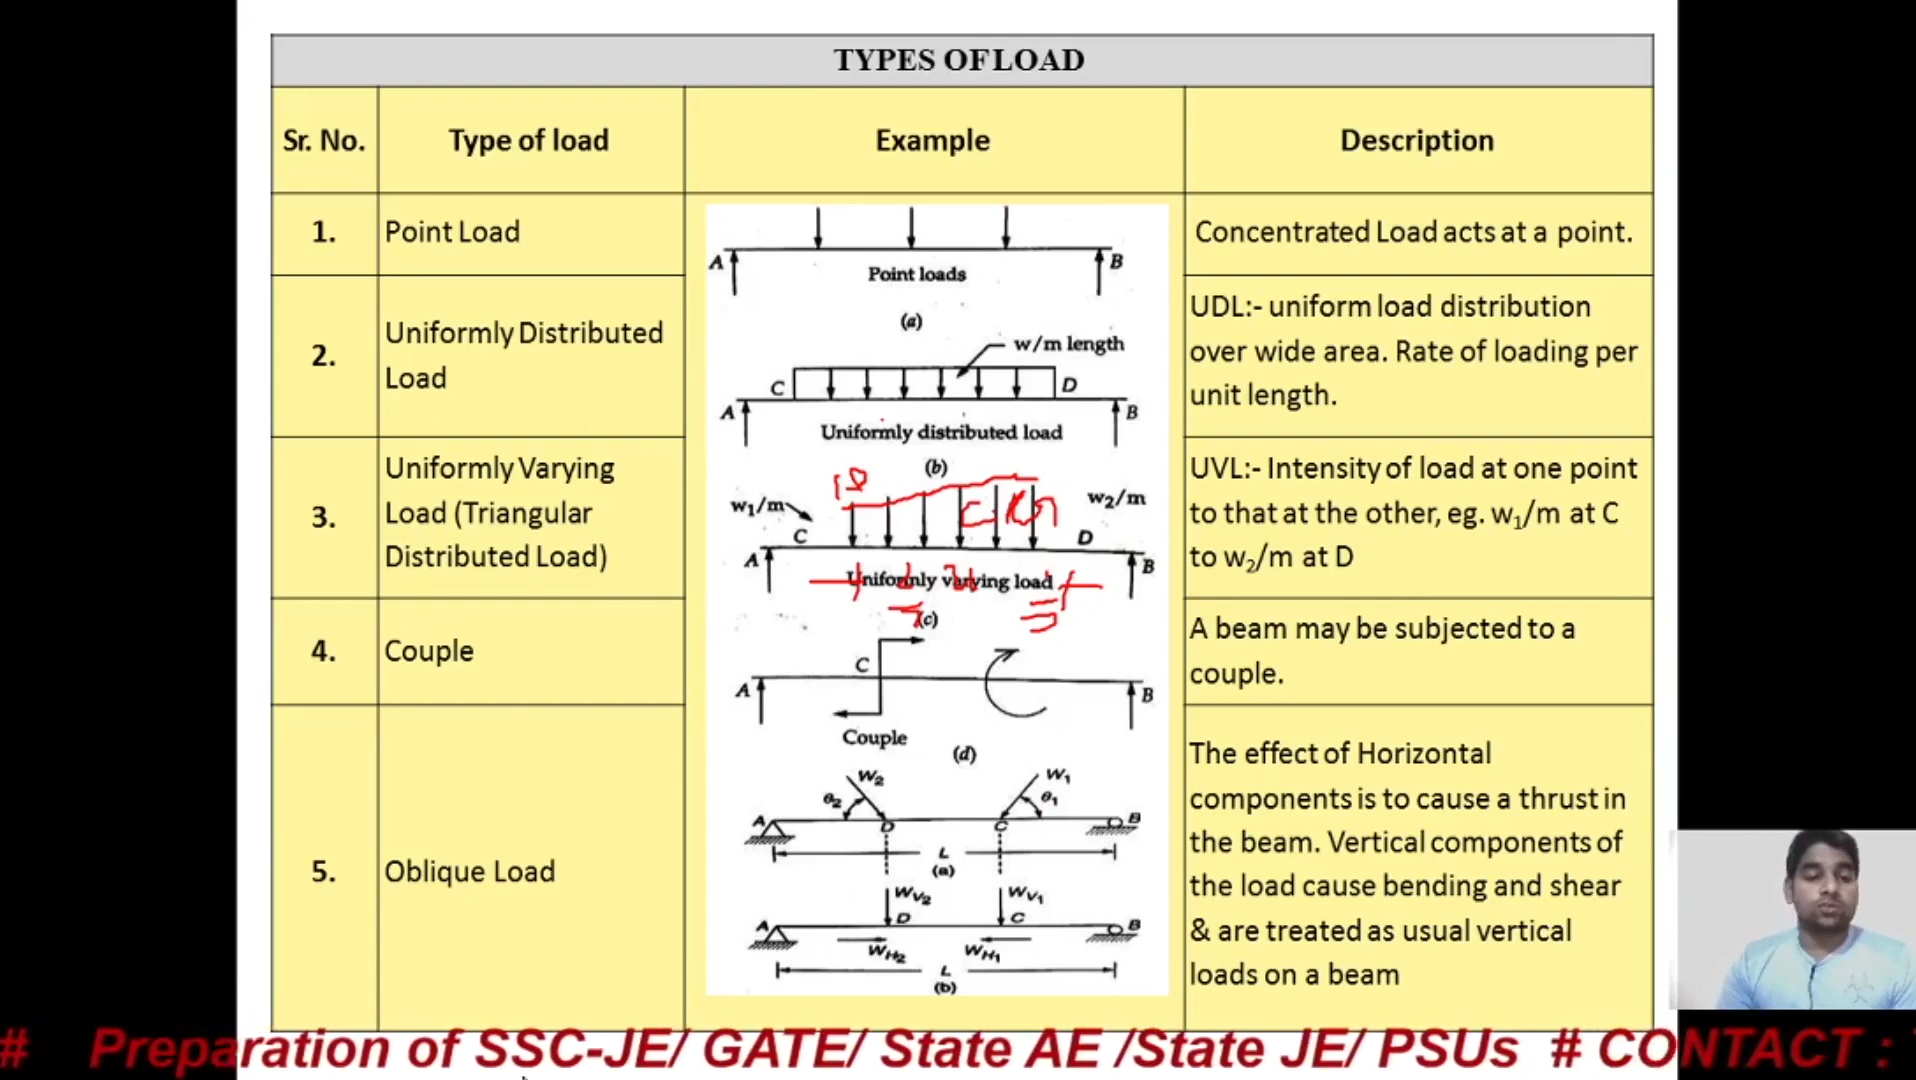 TYPES OF LOAD
Sr. No.
Type of load
Example
Description
1.
Point Load
Concentrated Load acts at a point.
2.
Uniformly Distributed
Load
UDL:- uniform load distribution
over wide area. Rate of loading per
unit length.
3.
Uniformly Varying
Load (Triangular
Distributed Load)
UVL:- Intensity of load at one point
to that at the other, eg. w₁/m at C
to w₂/m at D
4.
Couple
A beam may be subjected to a
couple.
5.
Oblique Load
The effect of Horizontal
components is to cause a thrust in
the beam. Vertical components of
the load cause bending and shear
& are treated as usual vertical
loads on a beam
A B
Point loads
(a)
w/m length
C D
A B
Uniformly distributed load
(b)
w₁/m w₂/m
C D
A B
Uniformly varying load
(c)
C
A B
Couple
(d)
W₂ W₁
θ₂ θ₁
A D C B
L
(a)
Wv₂ Wv₁
A D C B
WH₂ WH₁
L
(b)
# Preparation of SSC-JE/ GATE/ State AE /State JE/ PSUs # CONTACT :